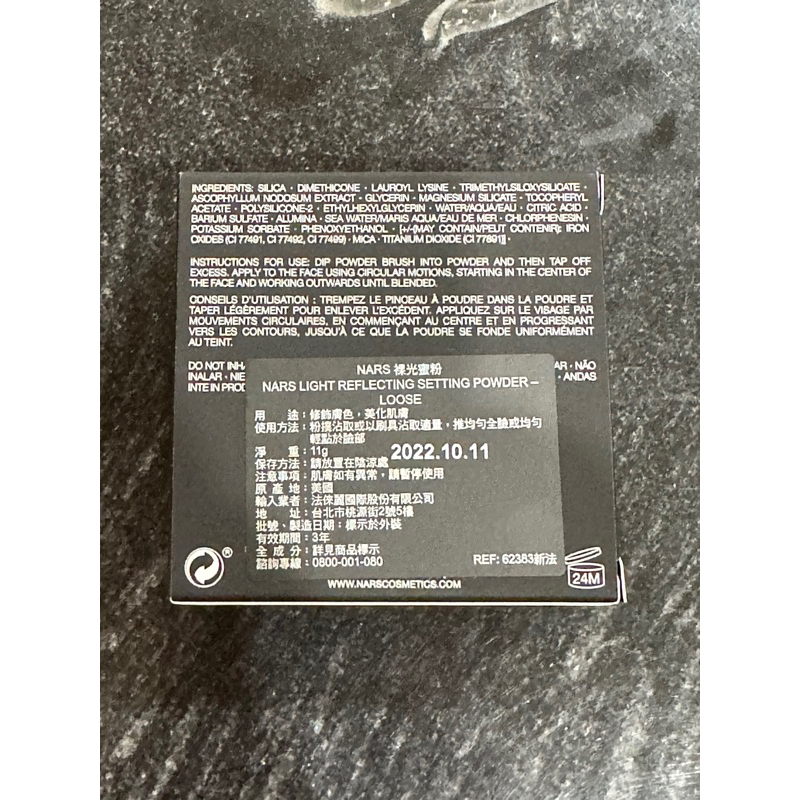 INGREDIENTS: SILICA · DIMETHICONE · LAUROYL LYSINE · TRIMETHYLSILOXYSILICATE ·
ASCOPHYLLUM NODOSUM EXTRACT · GLYCERIN · MAGNESIUM SILICATE · TOCOPHERYL
ACETATE · POLYSILICONE-2 · ETHYLHEXYLGLYCERIN · WATER/AQUA/EAU · CITRIC ACID ·
BARIUM SULFATE · ALUMINA · SEA WATER/MARIS AQUA/EAU DE MER · CHLORPHENESIN ·
POTASSIUM SORBATE · PHENOXYETHANOL · [+/-(MAY CONTAIN/PEUT CONTENIR): IRON
OXIDES (CI 77491, CI 77492, CI 77499) · MICA · TITANIUM DIOXIDE (CI 77891)] ·
INSTRUCTIONS FOR USE: DIP POWDER BRUSH INTO POWDER AND THEN TAP OFF
EXCESS. APPLY TO THE FACE USING CIRCULAR MOTIONS, STARTING IN THE CENTER OF
THE FACE AND WORKING OUTWARDS UNTIL BLENDED.
CONSEILS D'UTILISATION : TREMPEZ LE PINCEAU À POUDRE DANS LA POUDRE ET
TAPER LÉGÈREMENT POUR ENLEVER L'EXCÉDENT. APPLIQUEZ SUR LE VISAGE PAR
MOUVEMENTS CIRCULAIRES, EN COMMENÇANT AU CENTRE ET EN PROGRESSANT
VERS LES CONTOURS, JUSQU'À CE QUE LA POUDRE SE FONDE UNIFORMÉMENT
AU TEINT.
DO NOT INH AR · NÃO
INALAR · NIE · ANDAS
INTE IN PROD
NARS 裸光蜜粉
NARS LIGHT REFLECTING SETTING POWDER –
LOOSE
用 途：修飾膚色，美化肌膚
使用方法：粉撲沾取或以刷具沾取適量，推均勻全臉或均勻
輕點於臉部
淨 重：11g 2022.10.11
保存方法：請放置在陰涼處
注意事項：肌膚如有異常，請暫停使用
原 產 地：美國
輸入業者：法徠麗國際股份有限公司
地 址：台北市桃源街2號5樓
批號、製造日期：標示於外裝
有效期間：3年
全 成 分：詳見商品標示
諮詢專線：0800-001-080 REF: 62383新法
24M
®
WWW.NARSCOSMETICS.COM